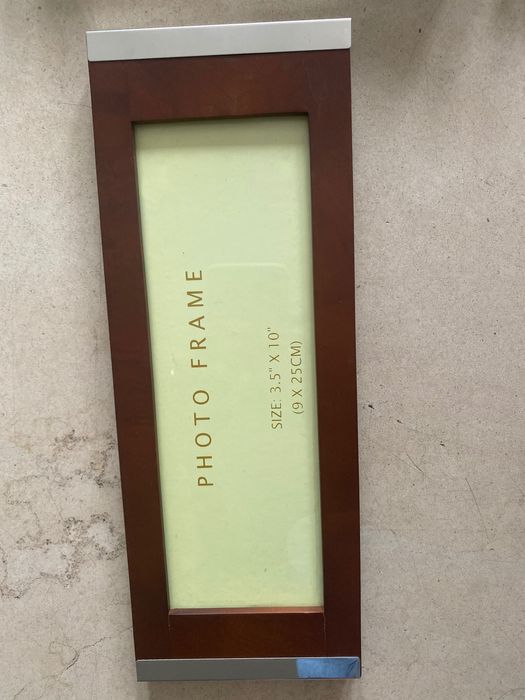 PHOTO FRAME
SIZE: 3.5" X 10"
(9 X 25CM)